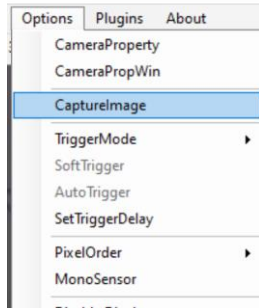 Options Plugins About
CameraProperty
CameraPropWin
CaptureImage
TriggerMode
SoftTrigger
AutoTrigger
SetTriggerDelay
PixelOrder
MonoSensor